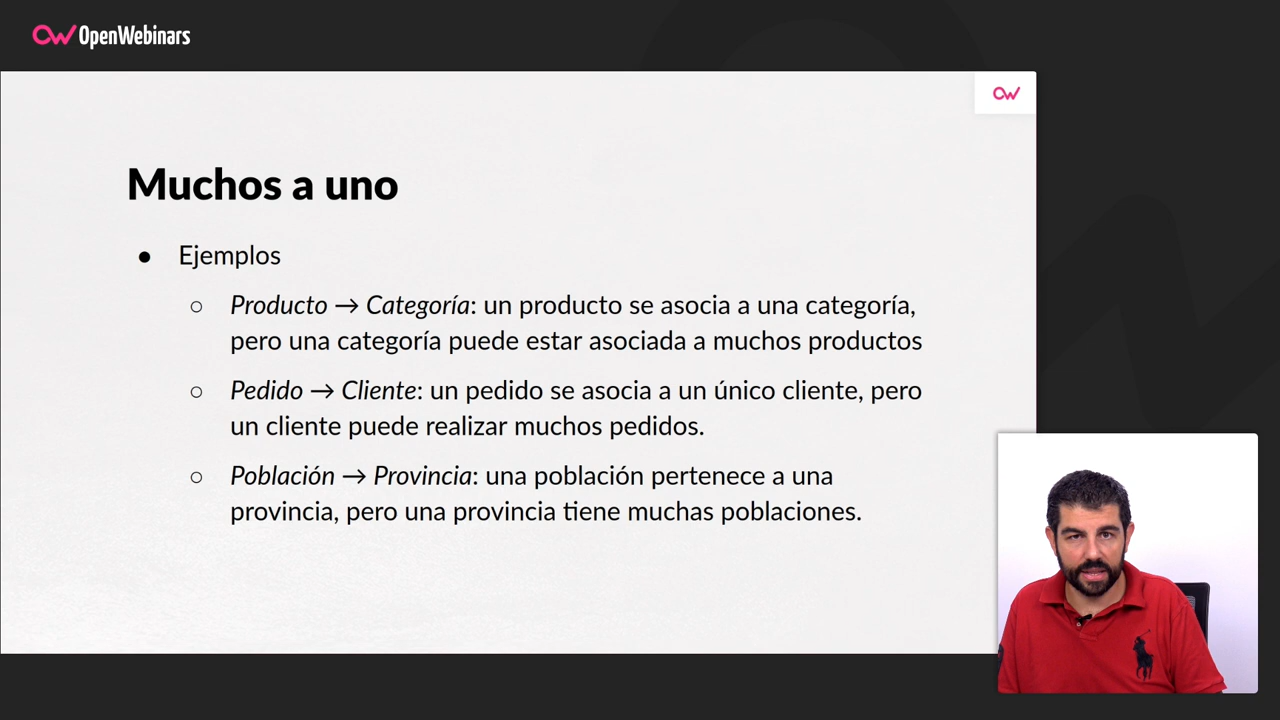 OpenWebinars
Muchos a uno
● Ejemplos
○ Producto → Categoría: un producto se asocia a una categoría,
pero una categoría puede estar asociada a muchos productos
○ Pedido → Cliente: un pedido se asocia a un único cliente, pero
un cliente puede realizar muchos pedidos.
○ Población → Provincia: una población pertenece a una
provincia, pero una provincia tiene muchas poblaciones.